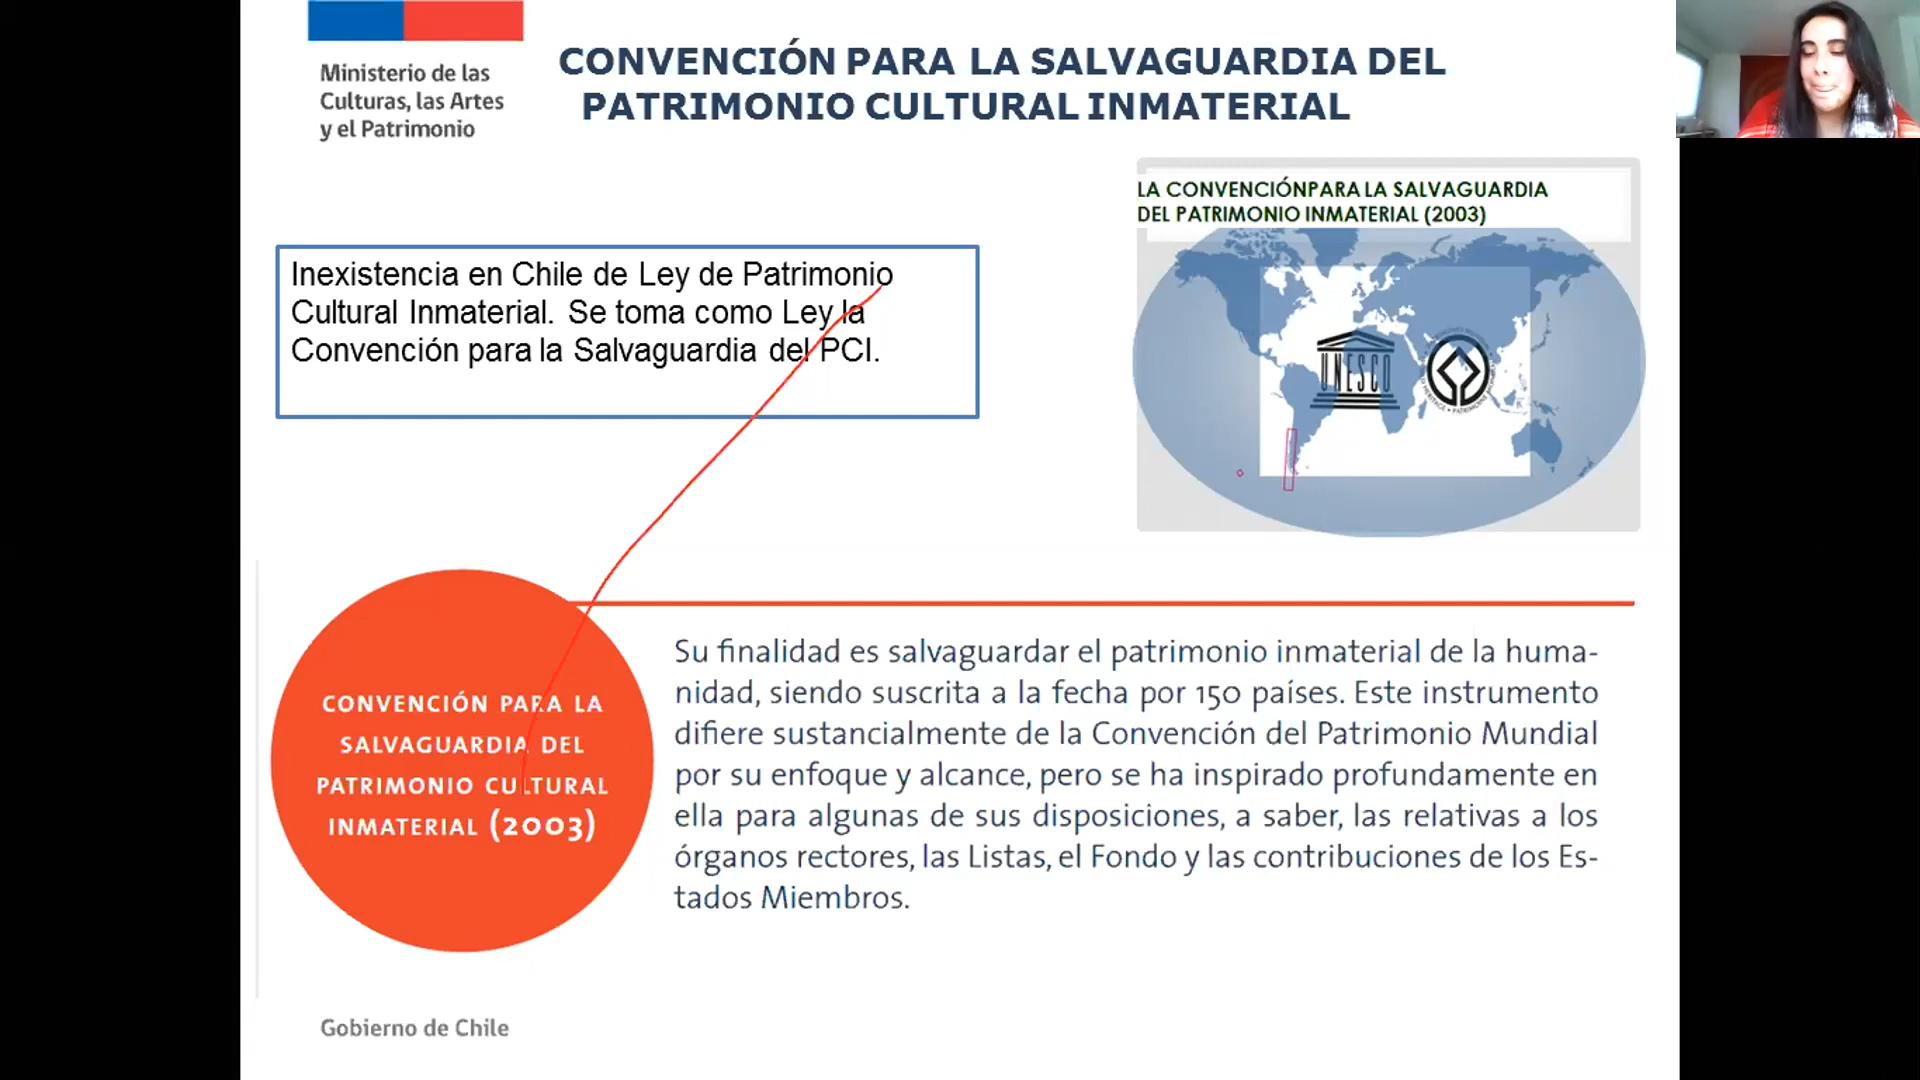 Ministerio de las
Culturas, las Artes
y el Patrimonio
CONVENCIÓN PARA LA SALVAGUARDIA DEL
PATRIMONIO CULTURAL INMATERIAL
LA CONVENCIÓNPARA LA SALVAGUARDIA
DEL PATRIMONIO INMATERIAL (2003)
UNESCO
Inexistencia en Chile de Ley de Patrimonio
Cultural Inmaterial. Se toma como Ley la
Convención para la Salvaguardia del PCI.
CONVENCIÓN PARA LA
SALVAGUARDIA DEL
PATRIMONIO CULTURAL
INMATERIAL (2003)
Su finalidad es salvaguardar el patrimonio inmaterial de la huma-
nidad, siendo suscrita a la fecha por 150 países. Este instrumento
difiere sustancialmente de la Convención del Patrimonio Mundial
por su enfoque y alcance, pero se ha inspirado profundamente en
ella para algunas de sus disposiciones, a saber, las relativas a los
órganos rectores, las Listas, el Fondo y las contribuciones de los Es-
tados Miembros.
Gobierno de Chile